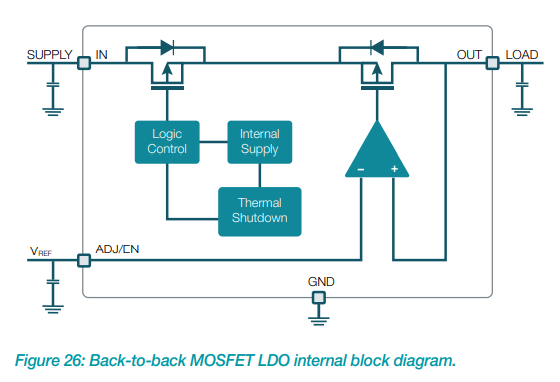 SUPPLY IN OUT LOAD
Logic
Control
Internal
Supply
Thermal
Shutdown
- +
VREF ADJ/EN
GND
Figure 26: Back-to-back MOSFET LDO internal block diagram.